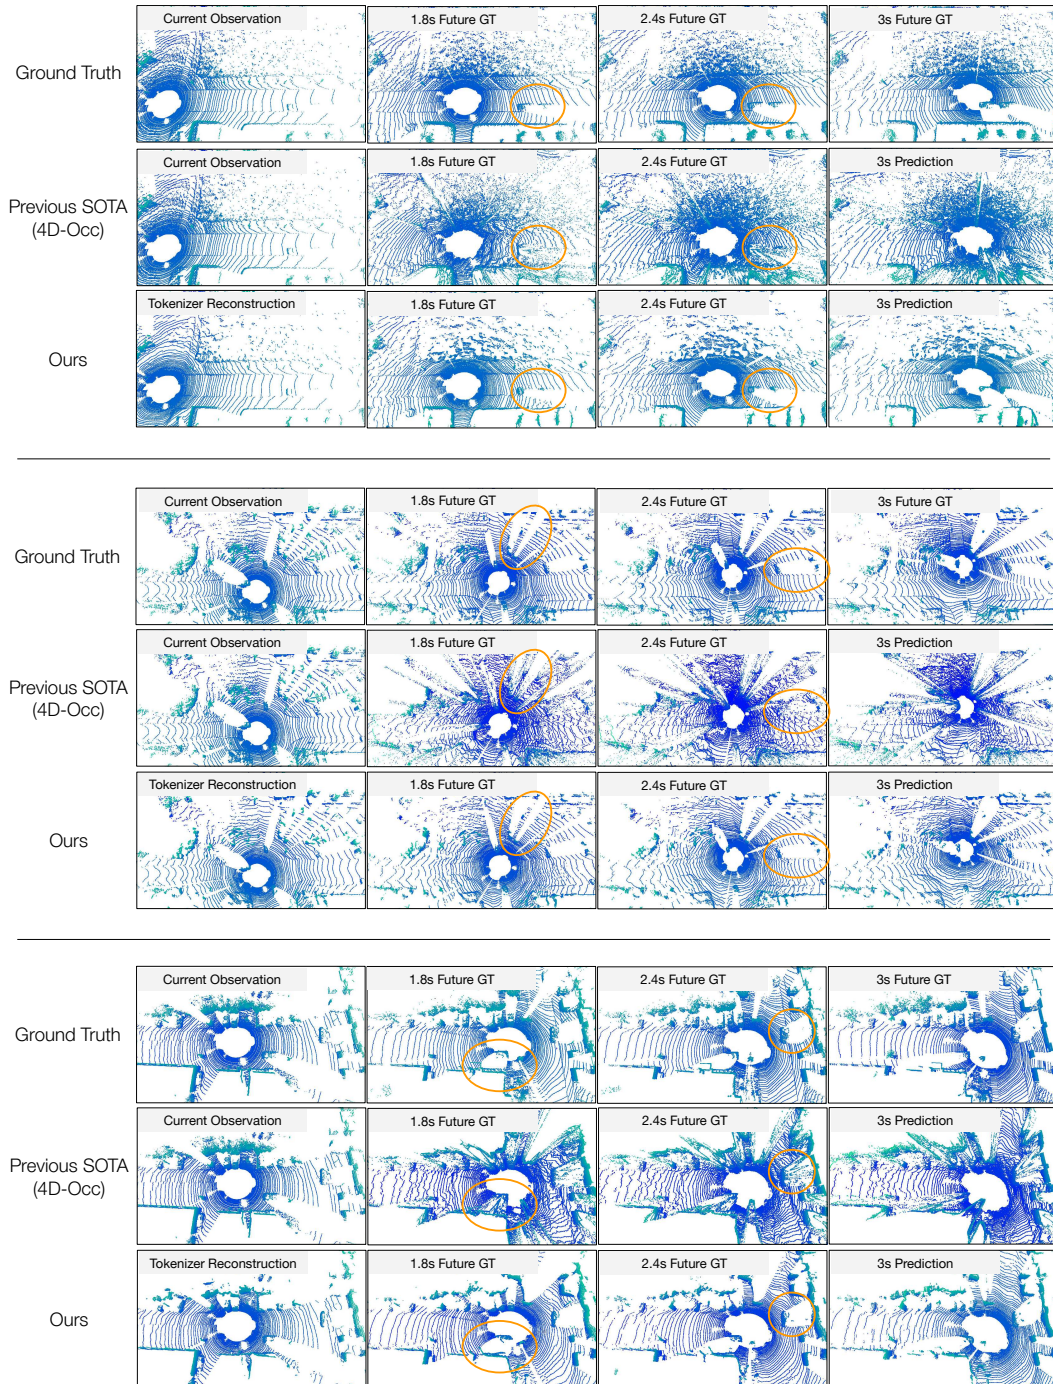 Current Observation
1.8s Future GT
2.4s Future GT
3s Future GT
Ground Truth
Current Observation
1.8s Future GT
2.4s Future GT
3s Prediction
Previous SOTA
(4D-Occ)
Tokenizer Reconstruction
1.8s Future GT
2.4s Future GT
3s Prediction
Ours
Current Observation
1.8s Future GT
2.4s Future GT
3s Future GT
Ground Truth
Current Observation
1.8s Future GT
2.4s Future GT
3s Prediction
Previous SOTA
(4D-Occ)
Tokenizer Reconstruction
1.8s Future GT
2.4s Future GT
3s Prediction
Ours
Current Observation
1.8s Future GT
2.4s Future GT
3s Future GT
Ground Truth
Current Observation
1.8s Future GT
2.4s Future GT
3s Prediction
Previous SOTA
(4D-Occ)
Tokenizer Reconstruction
1.8s Future GT
2.4s Future GT
3s Prediction
Ours